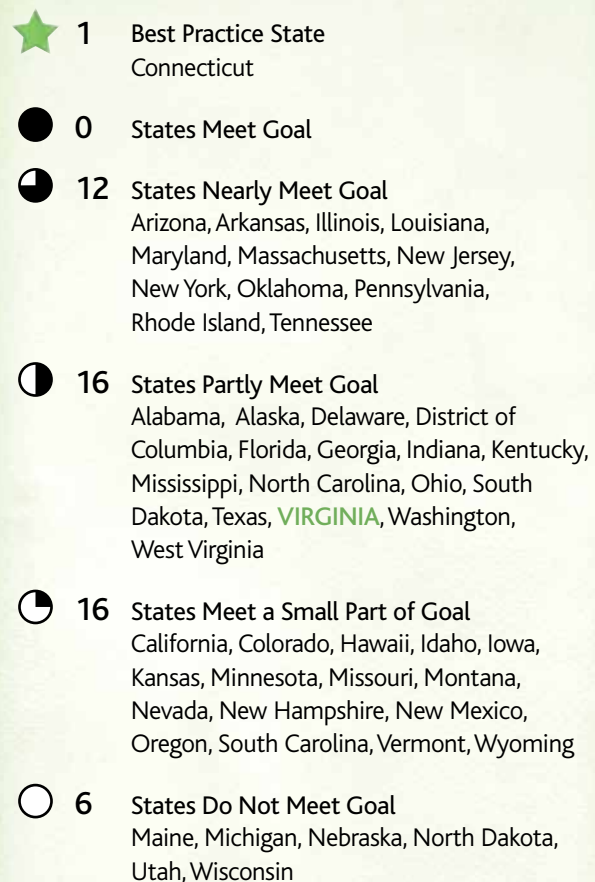 1 Best Practice State
Connecticut
0 States Meet Goal
12 States Nearly Meet Goal
Arizona, Arkansas, Illinois, Louisiana,
Maryland, Massachusetts, New Jersey,
New York, Oklahoma, Pennsylvania,
Rhode Island, Tennessee
16 States Partly Meet Goal
Alabama, Alaska, Delaware, District of
Columbia, Florida, Georgia, Indiana, Kentucky,
Mississippi, North Carolina, Ohio, South
Dakota, Texas, VIRGINIA, Washington,
West Virginia
16 States Meet a Small Part of Goal
California, Colorado, Hawaii, Idaho, Iowa,
Kansas, Minnesota, Missouri, Montana,
Nevada, New Hampshire, New Mexico,
Oregon, South Carolina, Vermont, Wyoming
6 States Do Not Meet Goal
Maine, Michigan, Nebraska, North Dakota,
Utah, Wisconsin